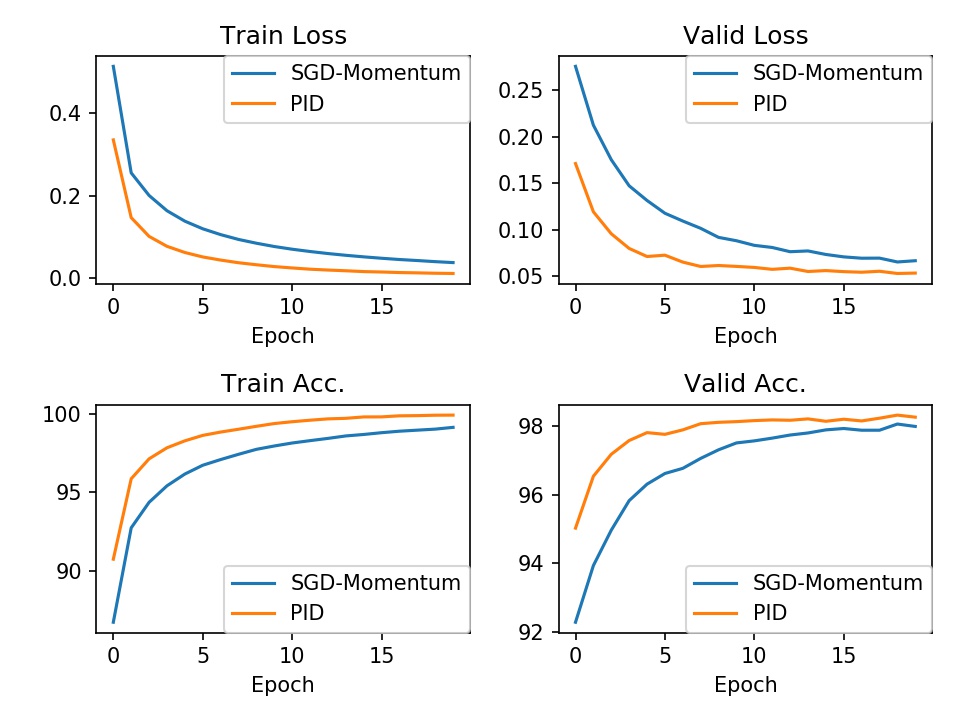 Train Loss
SGD-Momentum
PID
0.4
0.2
0.0
0 5 10 15
Epoch
Valid Loss
SGD-Momentum
PID
0.25
0.20
0.15
0.10
0.05
0 5 10 15
Epoch
Train Acc.
100
95
90
SGD-Momentum
PID
0 5 10 15
Epoch
Valid Acc.
98
96
94
92
SGD-Momentum
PID
0 5 10 15
Epoch